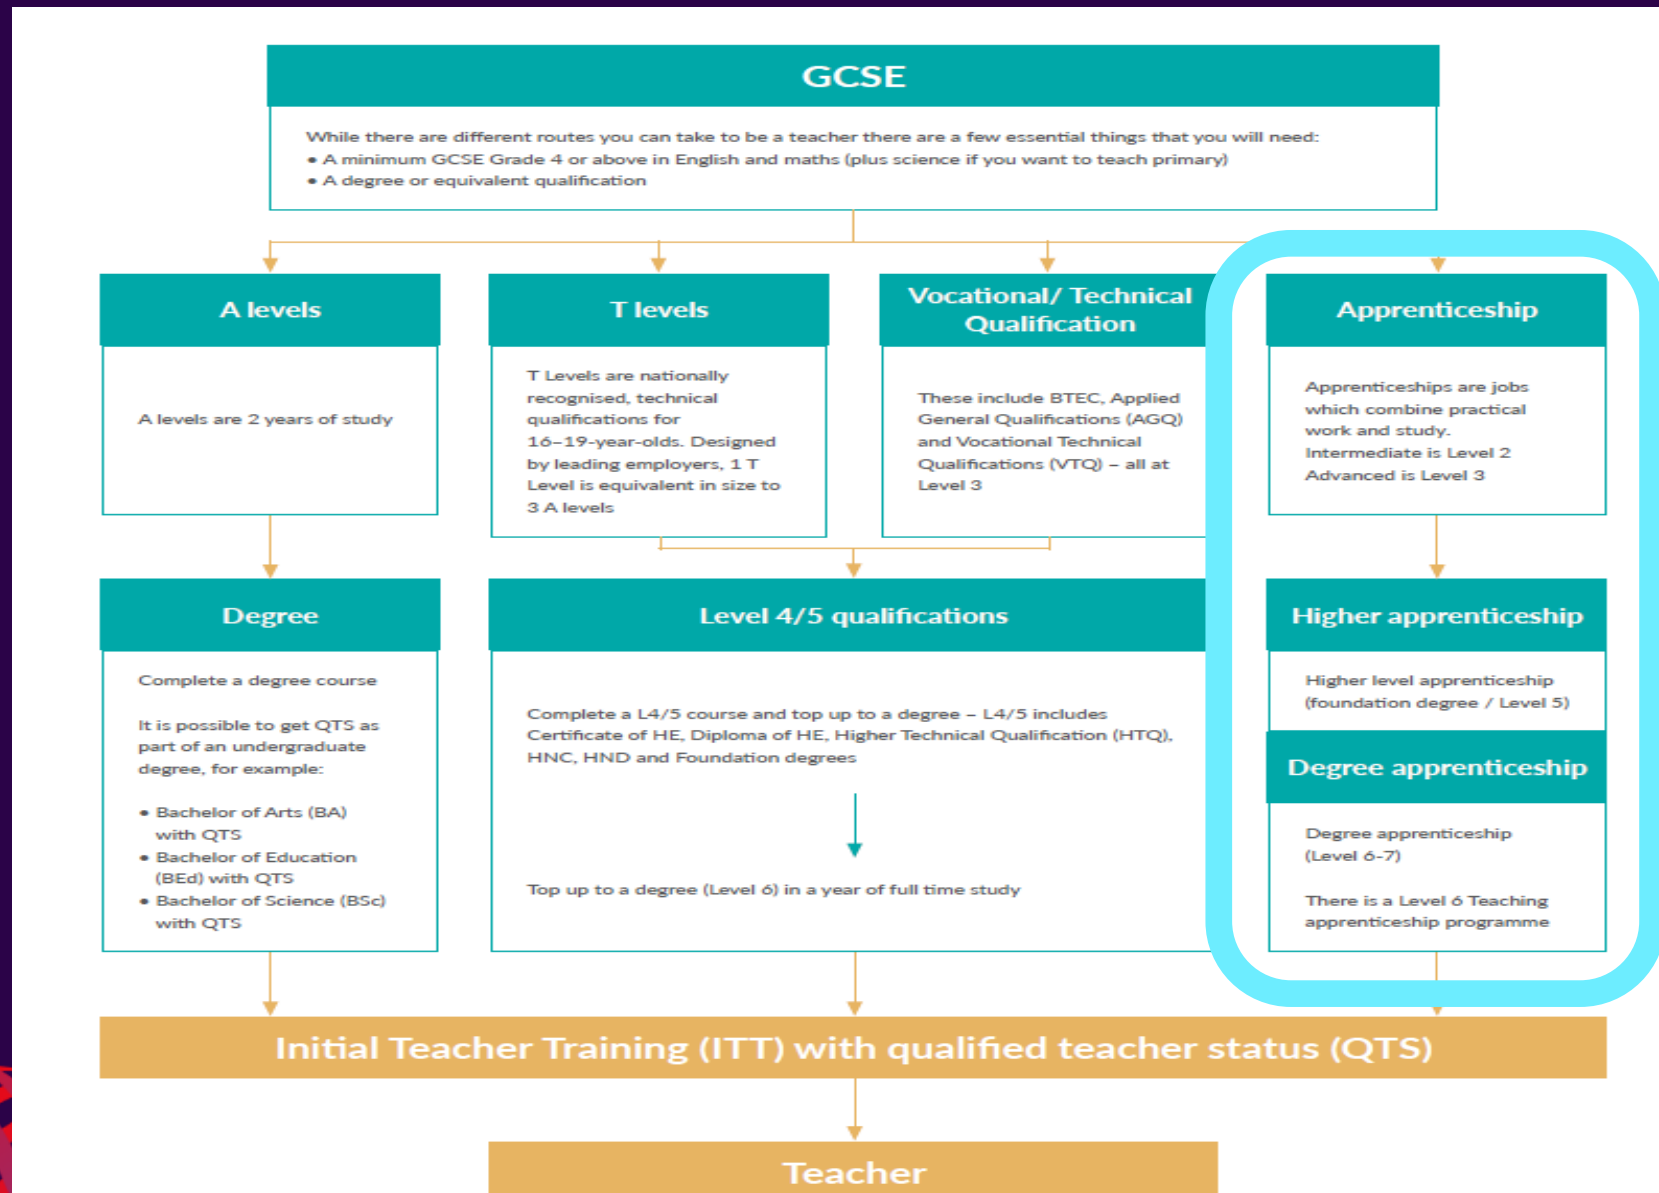 GCSE
While there are different routes you can take to be a teacher there are a few essential things that you will need:
• A minimum GCSE Grade 4 or above in English and maths (plus science if you want to teach primary)
• A degree or equivalent qualification
A levels
A levels are 2 years of study
T levels
T Levels are nationally
recognised, technical
qualifications for
16–19-year-olds. Designed
by leading employers, 1 T
Level is equivalent in size to
3 A levels
Vocational/ Technical
Qualification
These include BTEC, Applied
General Qualifications (AGQ)
and Vocational Technical
Qualifications (VTQ) – all at
Level 3
Apprenticeship
Apprenticeships are jobs
which combine practical
work and study.
Intermediate is Level 2
Advanced is Level 3
Degree
Complete a degree course
It is possible to get QTS as
part of an undergraduate
degree, for example:
• Bachelor of Arts (BA)
with QTS
• Bachelor of Education
(BEd) with QTS
• Bachelor of Science (BSc)
with QTS
Level 4/5 qualifications
Complete a L4/5 course and top up to a degree – L4/5 includes
Certificate of HE, Diploma of HE, Higher Technical Qualification (HTQ),
HNC, HND and Foundation degrees
Top up to a degree (Level 6) in a year of full time study
Higher apprenticeship
Higher level apprenticeship
(foundation degree / Level 5)
Degree apprenticeship
Degree apprenticeship
(Level 6-7)
There is a Level 6 Teaching
apprenticeship programme
Initial Teacher Training (ITT) with qualified teacher status (QTS)
Teacher